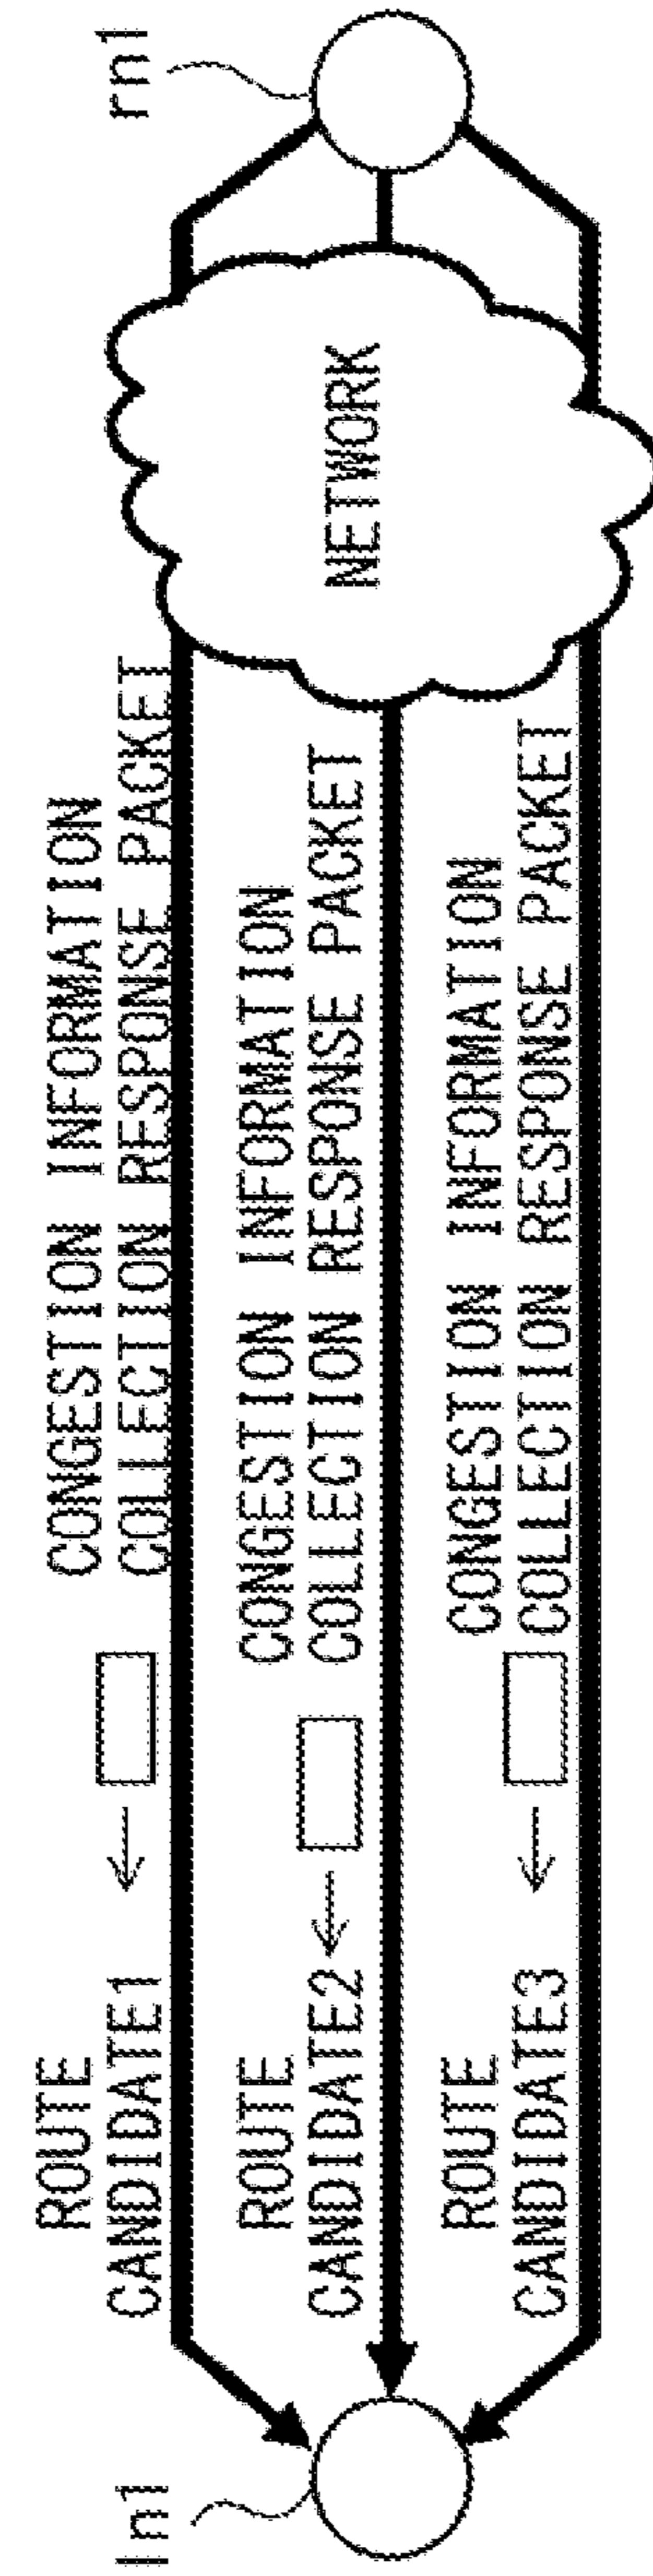 ROUTE
CANDIDATE1
CONGESTION INFORMATION
COLLECTION RESPONSE PACKET
ROUTE
CANDIDATE2
CONGESTION INFORMATION
COLLECTION RESPONSE PACKET
ROUTE
CANDIDATE3
CONGESTION INFORMATION
COLLECTION RESPONSE PACKET
NETWORK
ln1
rn1